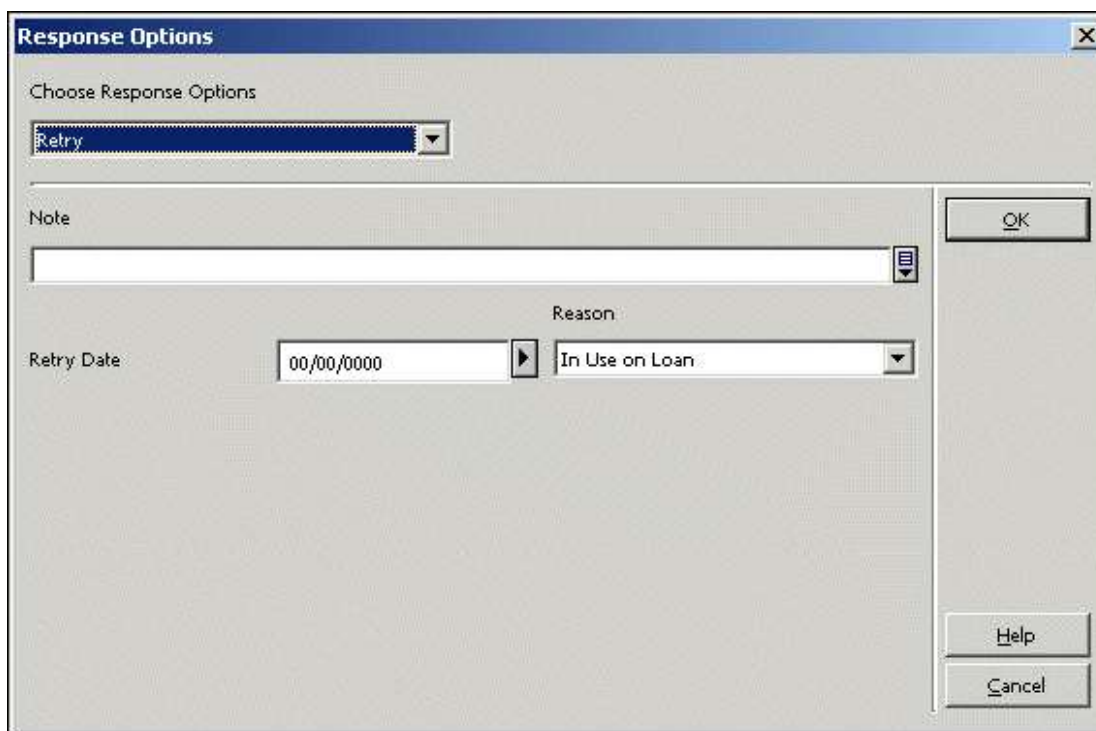 Response Options
Choose Response Options
Retry
Note
OK
Reason
Retry Date 00/00/0000 In Use on Loan
Help
Cancel